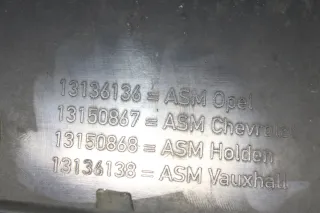 13136136 = ASM Opel
13150867 = ASM Chevrolet
13150868 = ASM Holden
13136138 = ASM Vauxhall